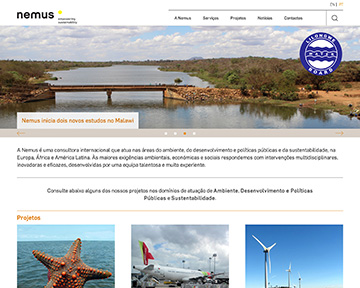 nemus
EN | PT
A Nemus Serviços Projetos Notícias Contactos
LILONGWE
BOARD
Nemus inicia dois novos estudos no Malawi
A Nemus é uma consultora internacional que atua nas áreas do ambiente, do desenvolvimento e políticas públicas e da sustentabilidade, na
Europa, África e América Latina. Às maiores exigências ambientais, económicas e sociais respondemos com intervenções multidisciplinares,
inovadoras e eficazes, desenvolvidas por uma equipa talentosa e muito experiente.
Consulte abaixo alguns dos nossos projetos nos domínios de atuação de Ambiente, Desenvolvimento e Políticas
Públicas e Sustentabilidade.
Projetos